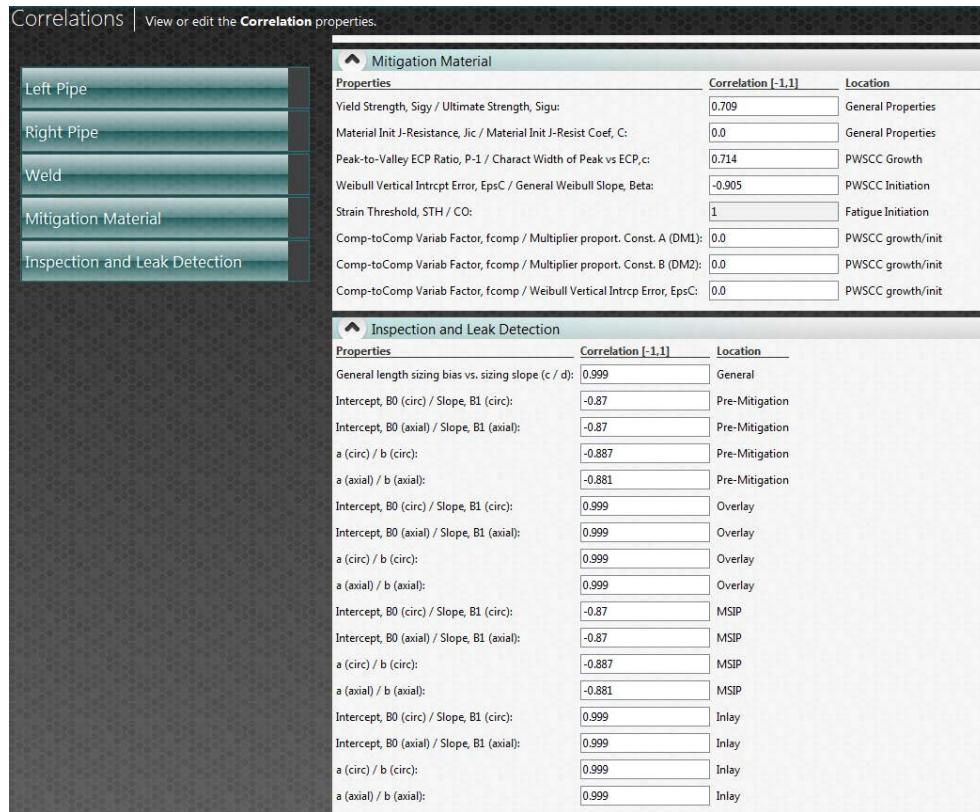 Correlations | View or edit the Correlation properties.
Left Pipe
Right Pipe
Weld
Mitigation Material
Inspection and Leak Detection
Mitigation Material
Properties Correlation [-1,1] Location
Yield Strength, Sigy / Ultimate Strength, Sigu: 0.709 General Properties
Material Init J-Resistance, Jic / Material Init J-Resist Coef, C: 0.0 General Properties
Peak-to-Valley ECP Ratio, P-1 / Charact Width of Peak vs ECP,c: 0.714 PWSCC Growth
Weibull Vertical Intrcpt Error, EpsC / General Weibull Slope, Beta: -0.905 PWSCC Initiation
Strain Threshold, STH / CO: 1 Fatigue Initiation
Comp-toComp Variab Factor, fcomp / Multiplier proport. Const. A (DM1): 0.0 PWSCC growth/init
Comp-toComp Variab Factor, fcomp / Multiplier proport. Const. B (DM2): 0.0 PWSCC growth/init
Comp-toComp Variab Factor, fcomp / Weibull Vertical Intrcp Error, EpsC: 0.0 PWSCC growth/init
Inspection and Leak Detection
Properties Correlation [-1,1] Location
General length sizing bias vs. sizing slope (c / d): 0.999 General
Intercept, B0 (circ) / Slope, B1 (circ): -0.87 Pre-Mitigation
Intercept, B0 (axial) / Slope, B1 (axial): -0.87 Pre-Mitigation
a (circ) / b (circ): -0.887 Pre-Mitigation
a (axial) / b (axial): -0.881 Pre-Mitigation
Intercept, B0 (circ) / Slope, B1 (circ): 0.999 Overlay
Intercept, B0 (axial) / Slope, B1 (axial): 0.999 Overlay
a (circ) / b (circ): 0.999 Overlay
a (axial) / b (axial): 0.999 Overlay
Intercept, B0 (circ) / Slope, B1 (circ): -0.87 MSIP
Intercept, B0 (axial) / Slope, B1 (axial): -0.87 MSIP
a (circ) / b (circ): -0.887 MSIP
a (axial) / b (axial): -0.881 MSIP
Intercept, B0 (circ) / Slope, B1 (circ): 0.999 Inlay
Intercept, B0 (axial) / Slope, B1 (axial): 0.999 Inlay
a (circ) / b (circ): 0.999 Inlay
a (axial) / b (axial): 0.999 Inlay